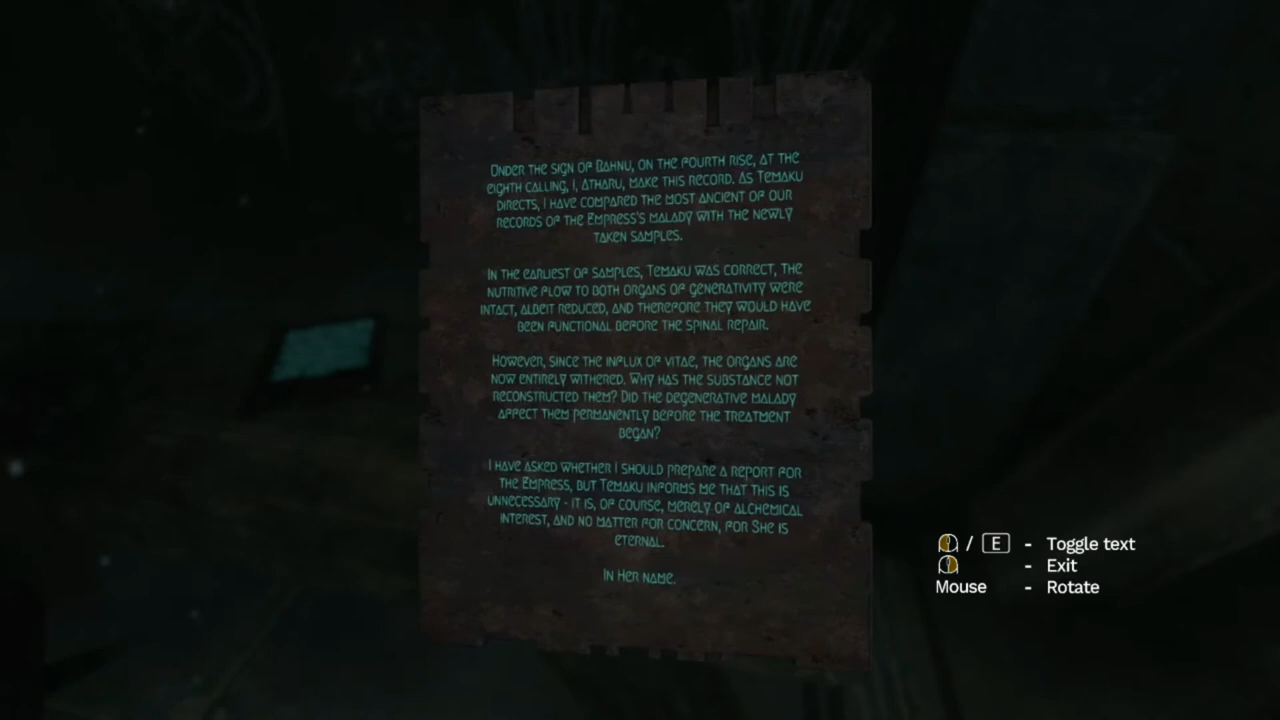 Under the sign of Rahnu, on the fourth rise, at the
eighth calling, I, Atharu, make this record. As Temaku
directs, I have compared the most ancient of our
records of the Empress's malady with the newly
taken samples.
In the earliest of samples, Temaku was correct, the
nutritive flow to both organs of generativity were
intact, albeit reduced, and therefore they would have
been functional before the spinal repair.
However, since the influx of vitae, the organs are
now entirely withered. Why has the substance not
reconstructed them? Did the degenerative malady
affect them permanently before the treatment
began?
I have asked whether I should prepare a report for
the Empress, but Temaku informs me that this is
unnecessary - it is, of course, merely of alchemical
interest, and no matter for concern, for She is
eternal.
In Her name.
/ E - Toggle text
- Exit
Mouse - Rotate